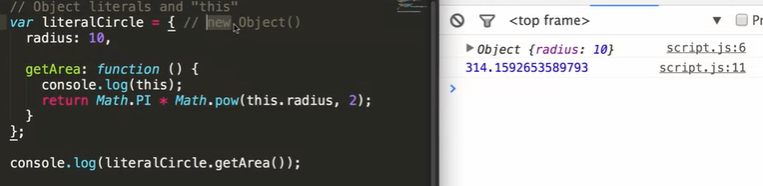 // Object literals and "this"
var literalCircle = { // new Object()
  radius: 10,

  getArea: function () {
    console.log(this);
    return Math.PI * Math.pow(this.radius, 2);
  }
};

console.log(literalCircle.getArea());
<top frame> ▼ Pr
▶ Object {radius: 10} script.js:6
314.1592653589793 script.js:11
>